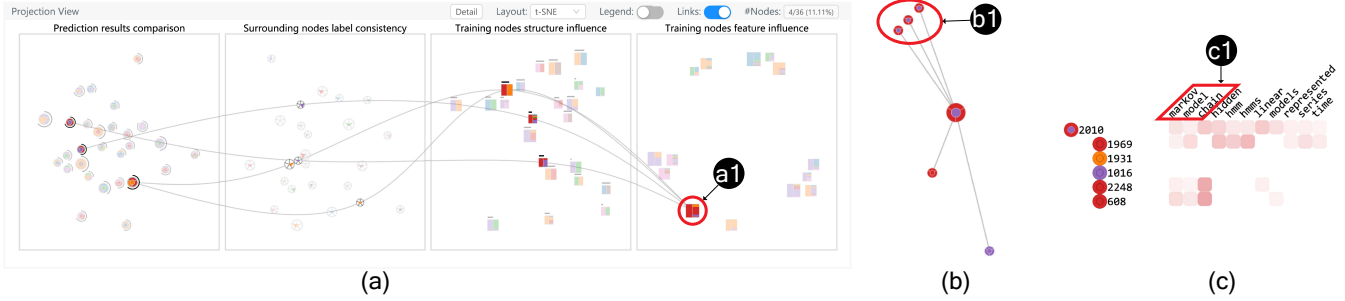 Projection View
Detail
Layout: t-SNE
Legend:
Links:
#Nodes: 4/36 (11.11%)
Prediction results comparison
Surrounding nodes label consistency
Training nodes structure influence
Training nodes feature influence
a1
(a)
b1
(b)
c1
markov
model
chain
hidden
hmm
hmms
linear
models
represented
series
time
2010
1969
1931
1016
2248
608
(c)